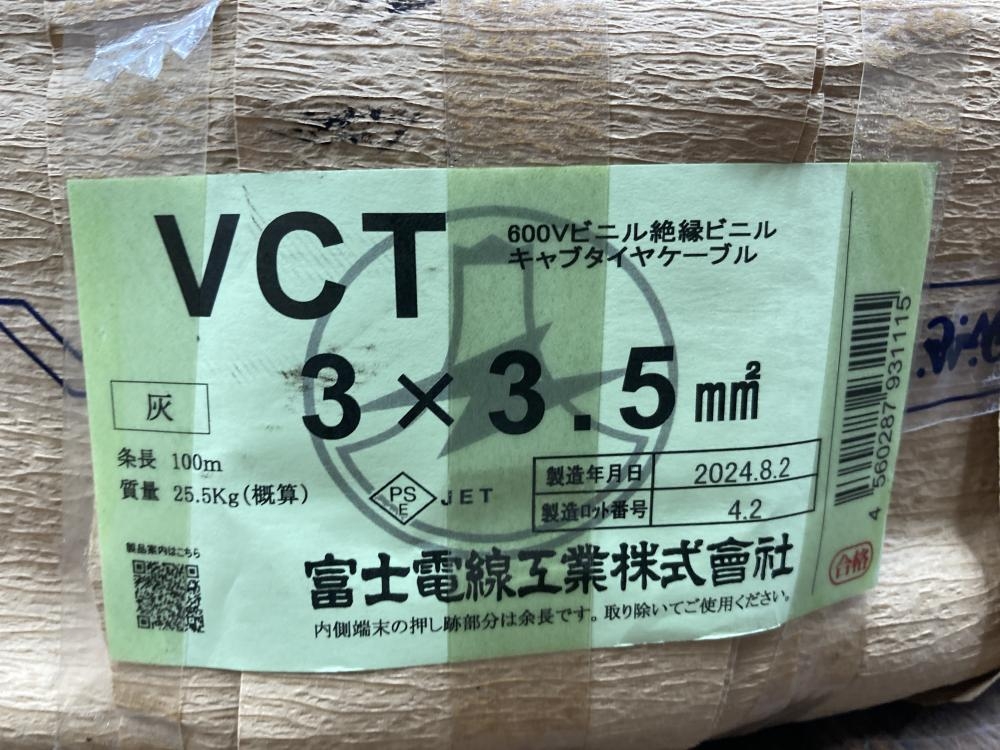 VCT
600Vビニル絶縁ビニル
キャブタイヤケーブル
3×3.5㎟
灰
条長 100m
質量 25.5Kg(概算)
PS
E
JET
製造年月日 2024.8.2
製造ロット番号 4.2
製品案内はこちら
富士電線工業株式會社
内側端末の押し跡部分は余長です。取り除いてご使用ください。
4 560287 931115
合格